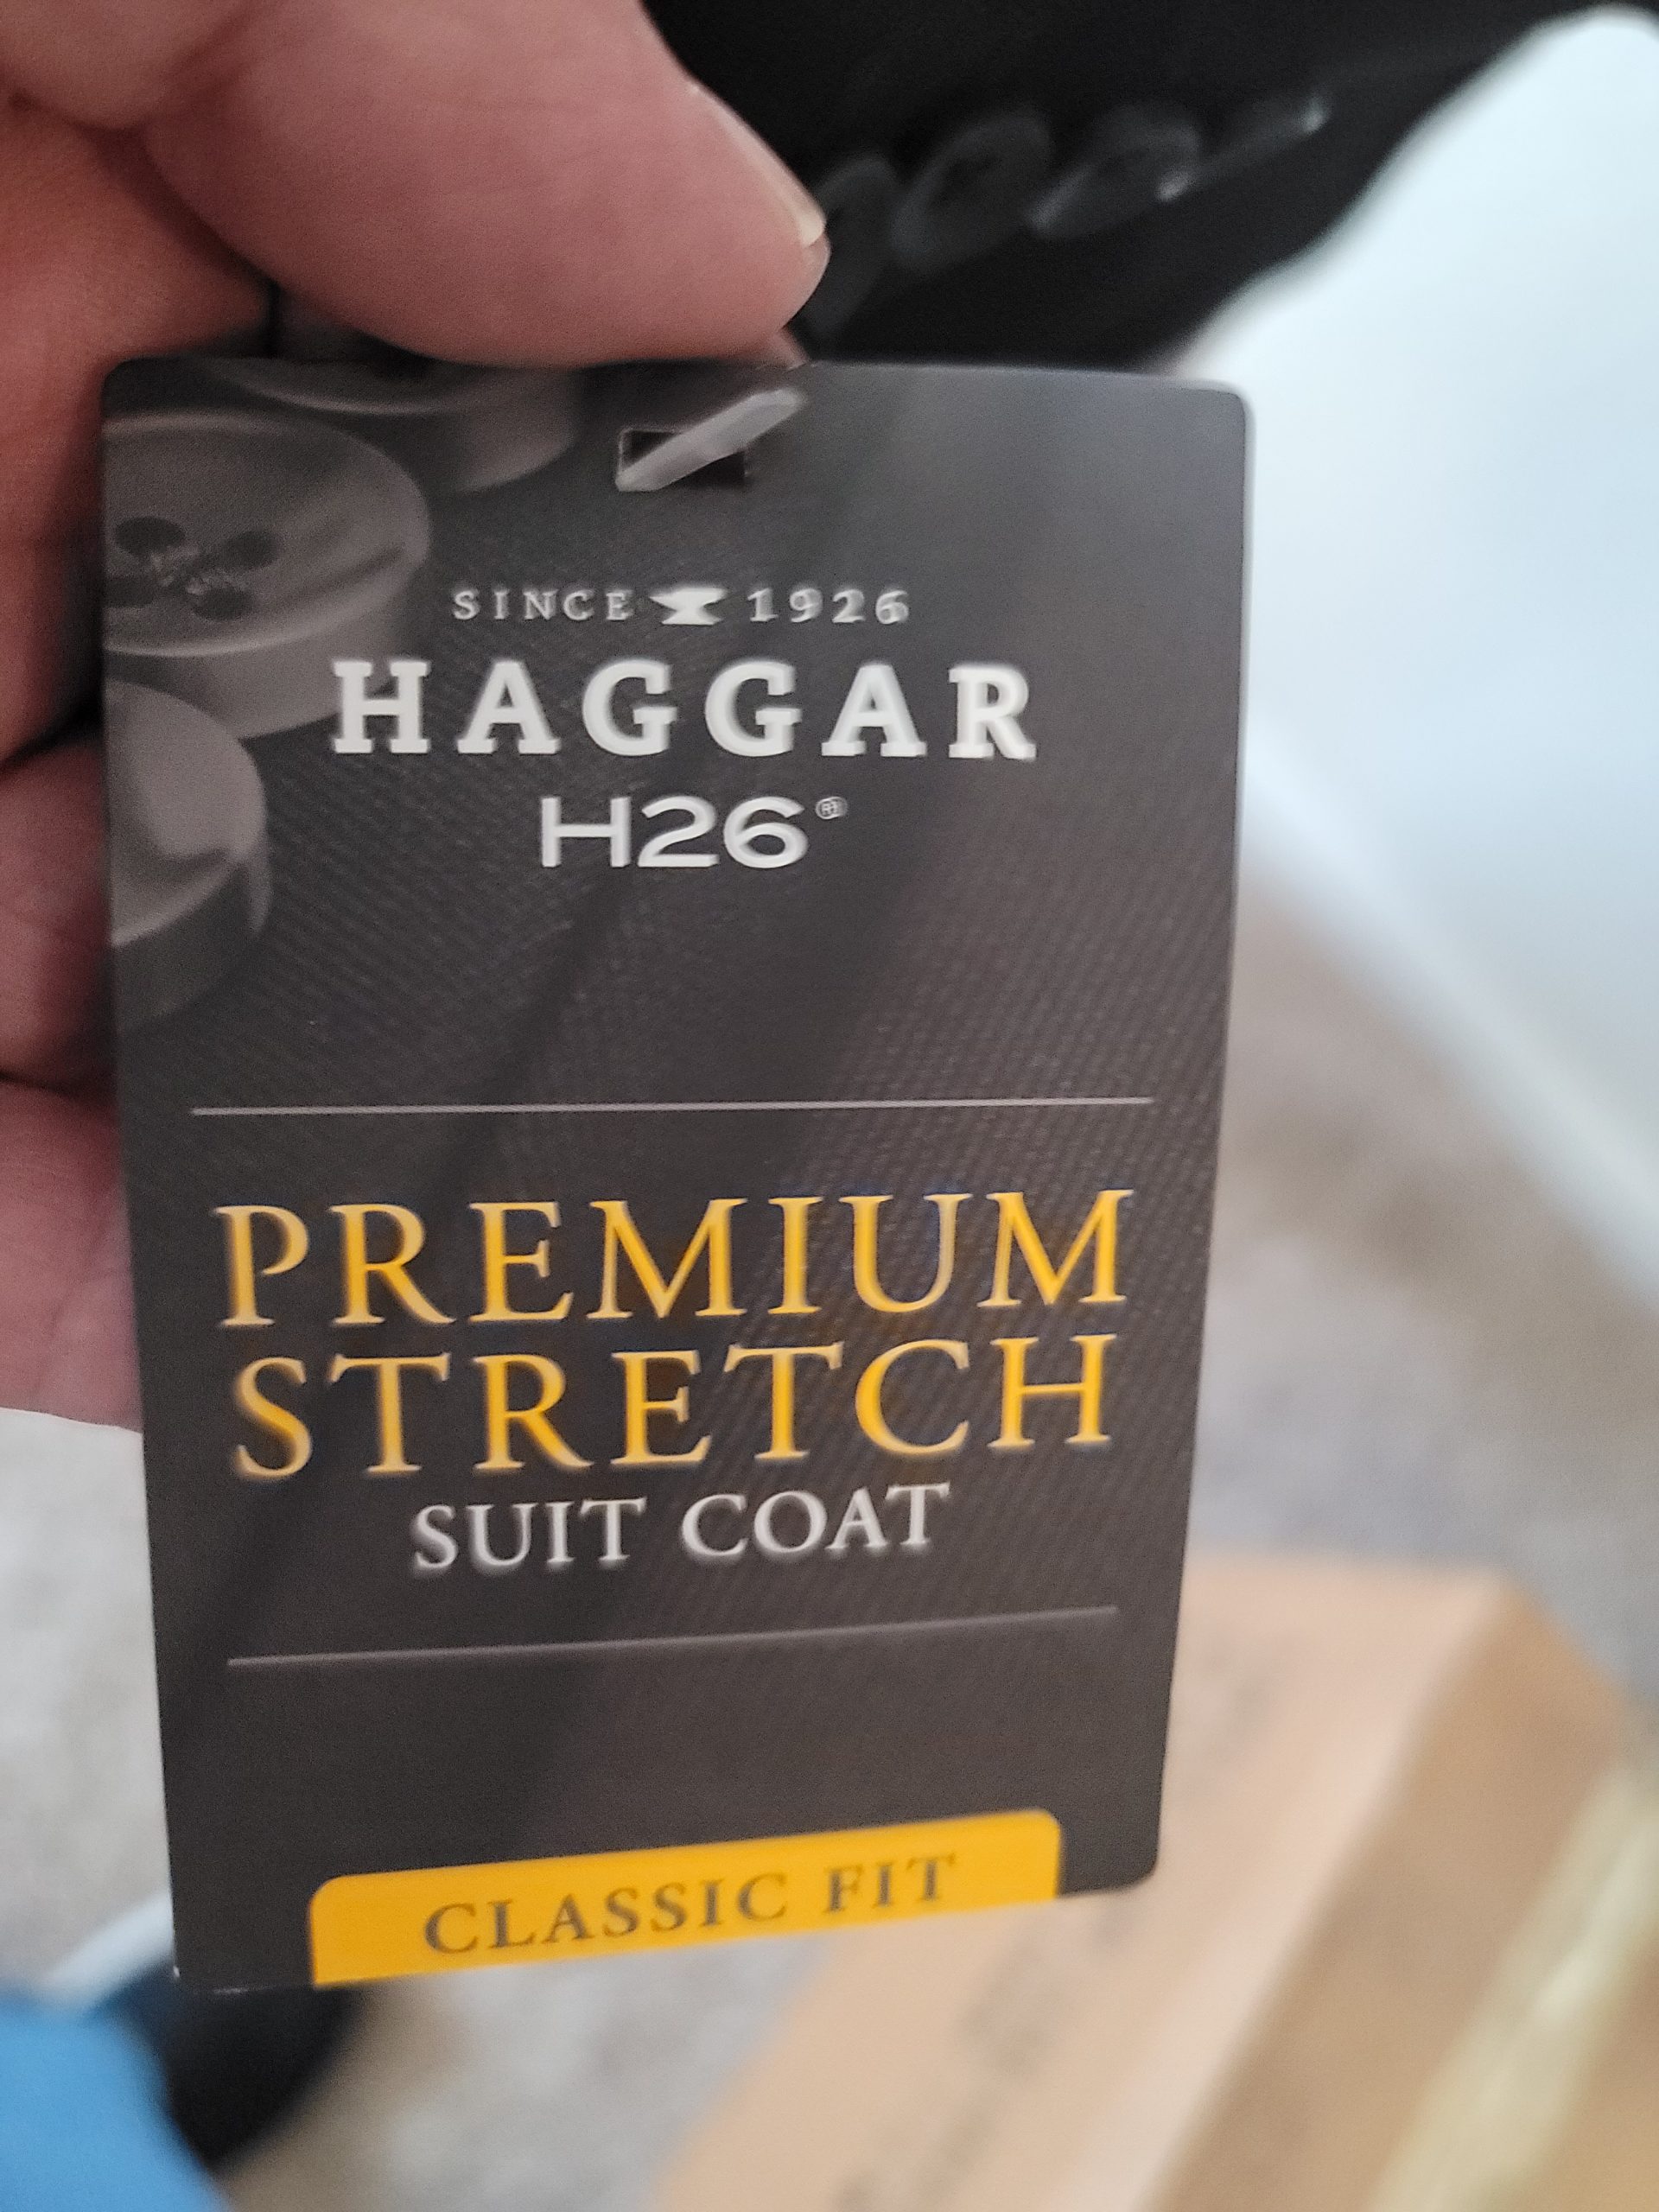 SINCE 1926
HAGGAR
H26®
PREMIUM
STRETCH
SUIT COAT
CLASSIC FIT